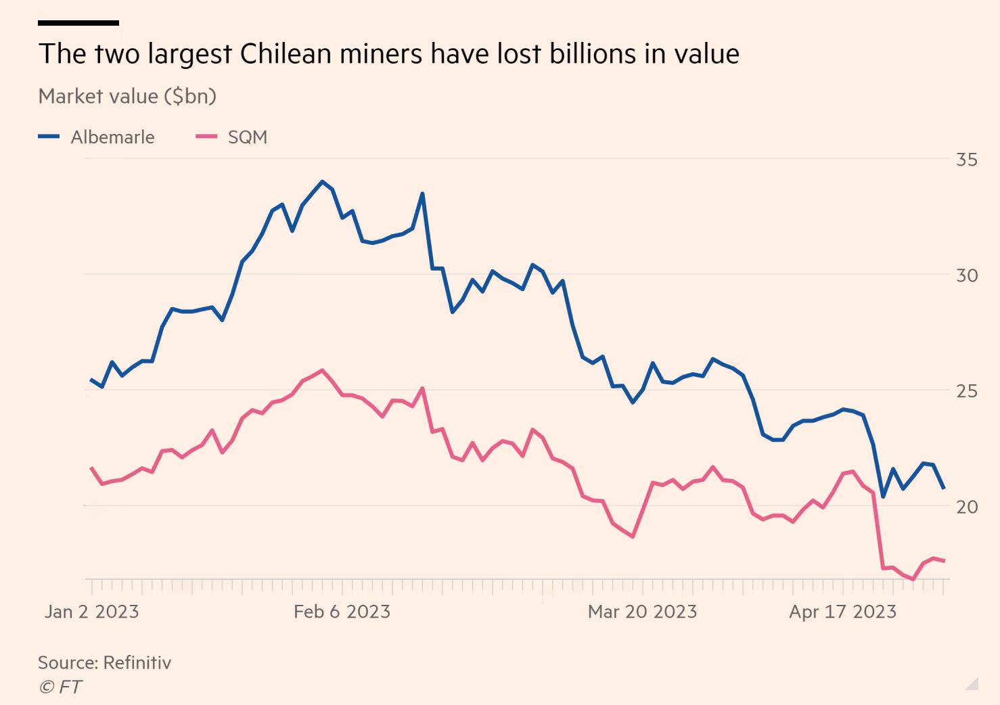 The two largest Chilean miners have lost billions in value
Market value ($bn)
Albemarle SQM
35
30
25
20
Jan 2 2023 Feb 6 2023 Mar 20 2023 Apr 17 2023
Source: Refinitiv
© FT